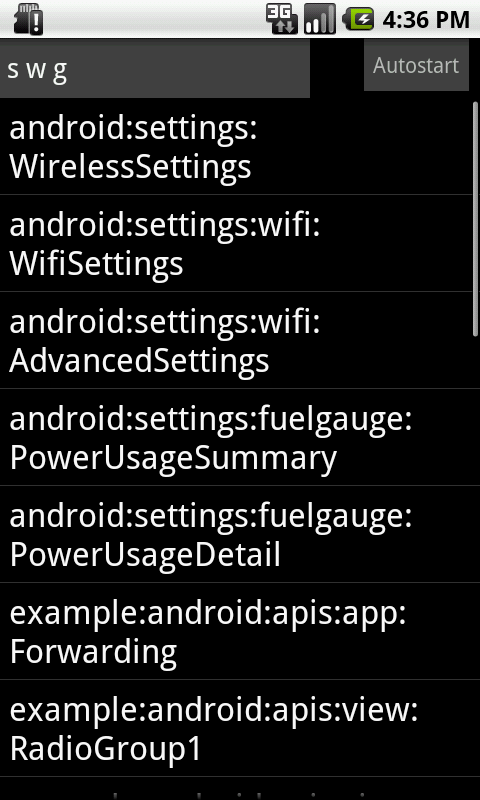 3G 4:36 PM
s w g
Autostart
android:settings:
WirelessSettings
android:settings:wifi:
WifiSettings
android:settings:wifi:
AdvancedSettings
android:settings:fuelgauge:
PowerUsageSummary
android:settings:fuelgauge:
PowerUsageDetail
example:android:apis:app:
Forwarding
example:android:apis:view:
RadioGroup1